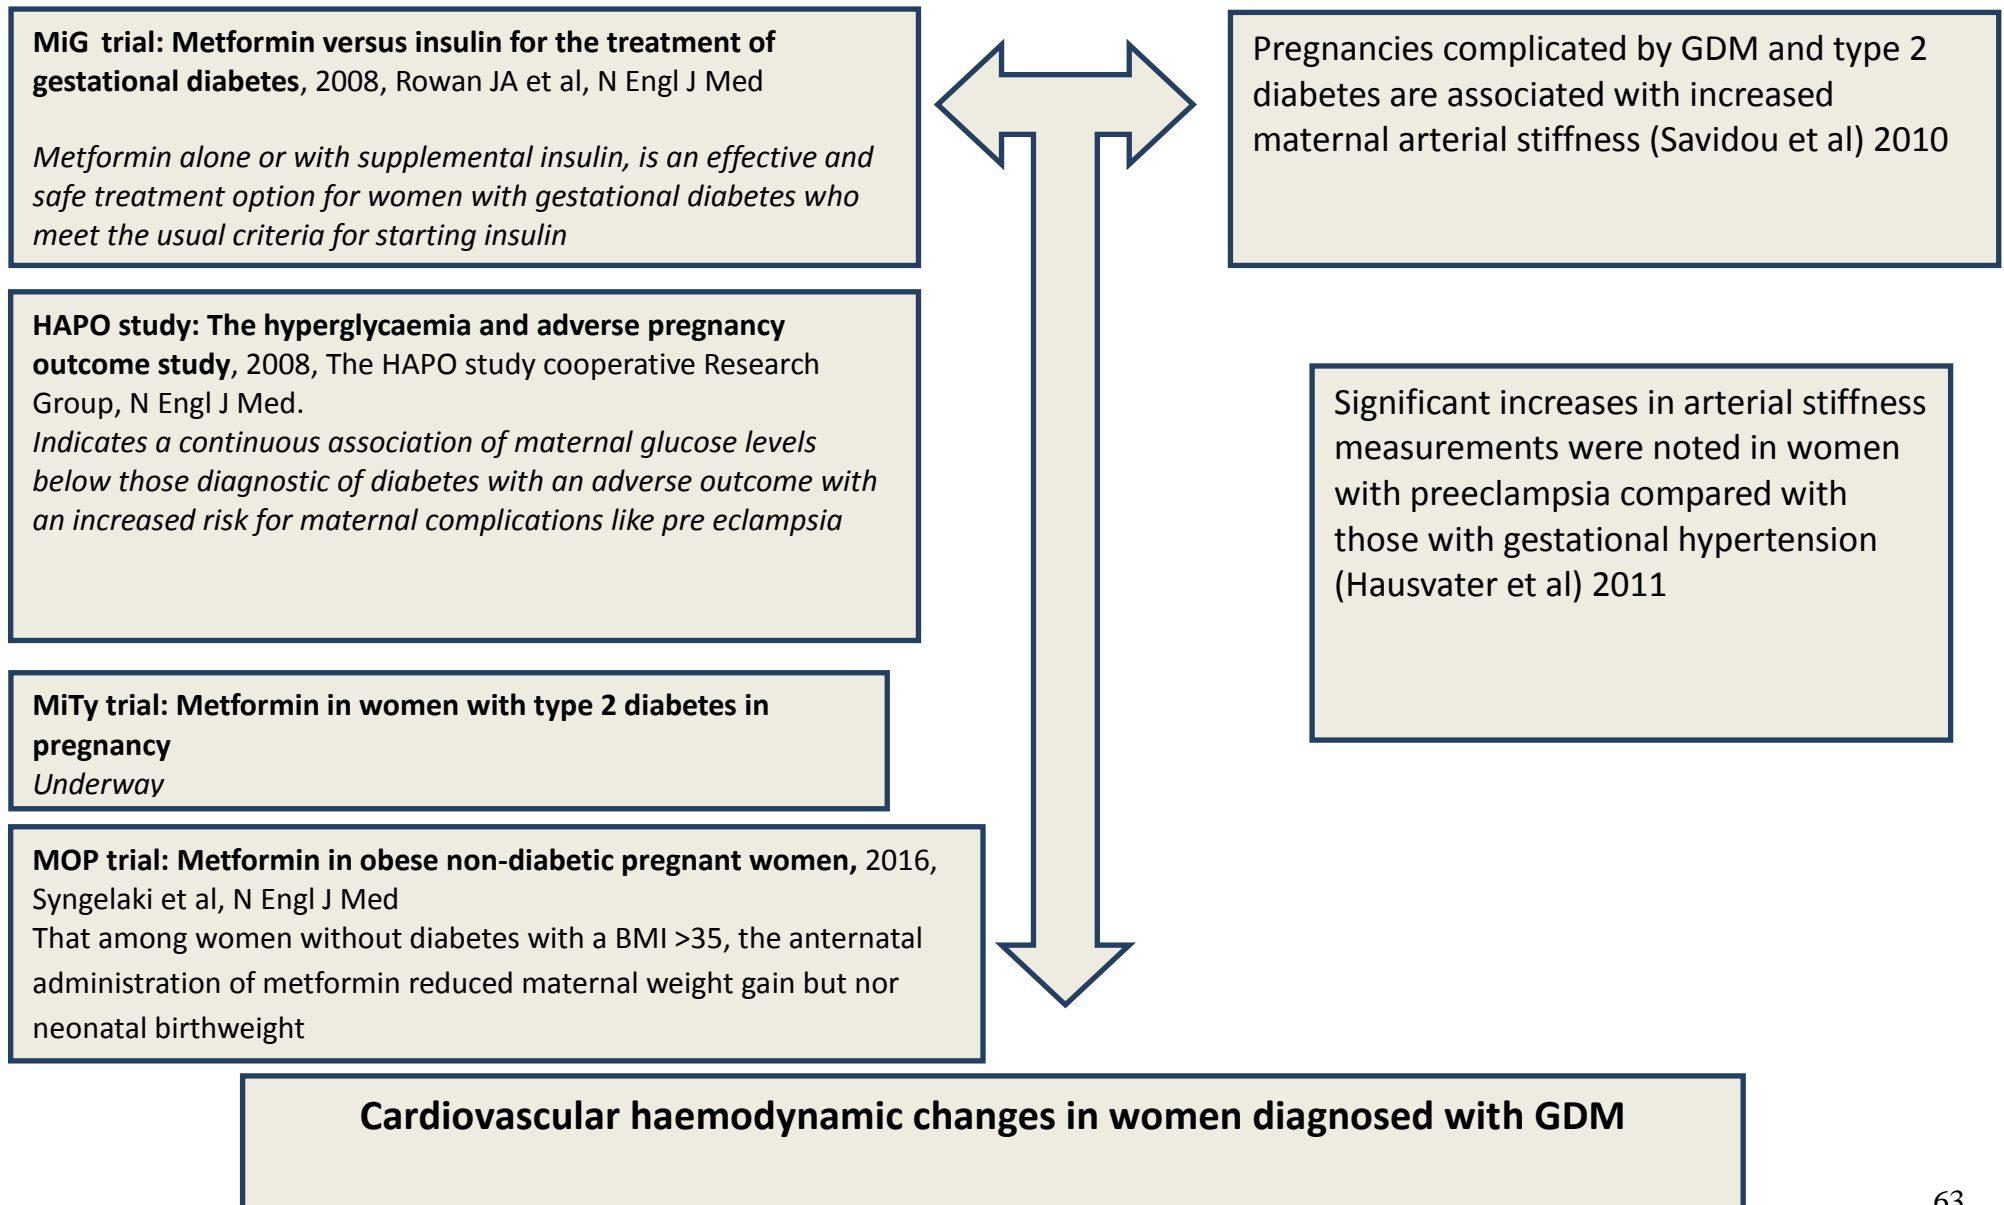 MiG trial: Metformin versus insulin for the treatment of
gestational diabetes, 2008, Rowan JA et al, N Engl J Med
Metformin alone or with supplemental insulin, is an effective and
safe treatment option for women with gestational diabetes who
meet the usual criteria for starting insulin
Pregnancies complicated by GDM and type 2
diabetes are associated with increased
maternal arterial stiffness (Savidou et al) 2010
HAPO study: The hyperglycaemia and adverse pregnancy
outcome study, 2008, The HAPO study cooperative Research
Group, N Engl J Med.
Indicates a continuous association of maternal glucose levels
below those diagnostic of diabetes with an adverse outcome with
an increased risk for maternal complications like pre eclampsia
Significant increases in arterial stiffness
measurements were noted in women
with preeclampsia compared with
those with gestational hypertension
(Hausvater et al) 2011
MiTy trial: Metformin in women with type 2 diabetes in
pregnancy
Underway
MOP trial: Metformin in obese non-diabetic pregnant women, 2016,
Syngelaki et al, N Engl J Med
That among women without diabetes with a BMI >35, the anternatal
administration of metformin reduced maternal weight gain but nor
neonatal birthweight
Cardiovascular haemodynamic changes in women diagnosed with GDM
63